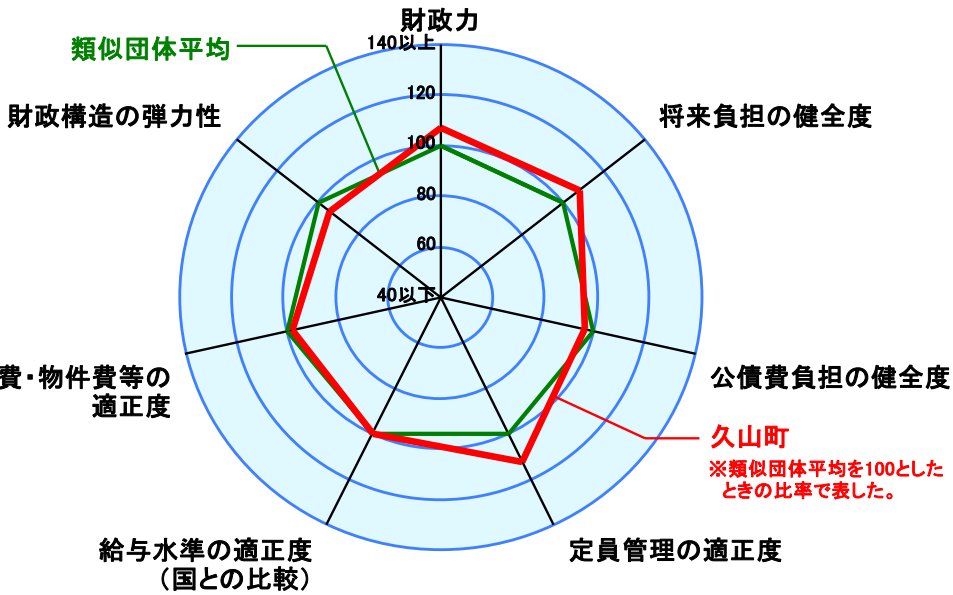 財政力
140以上
類似団体平均
120
財政構造の弾力性
将来負担の健全度
100
80
60
40以下
費・物件費等の
適正度
公債費負担の健全度
久山町
※類似団体平均を100とした
ときの比率で表した。
給与水準の適正度
(国との比較)
定員管理の適正度